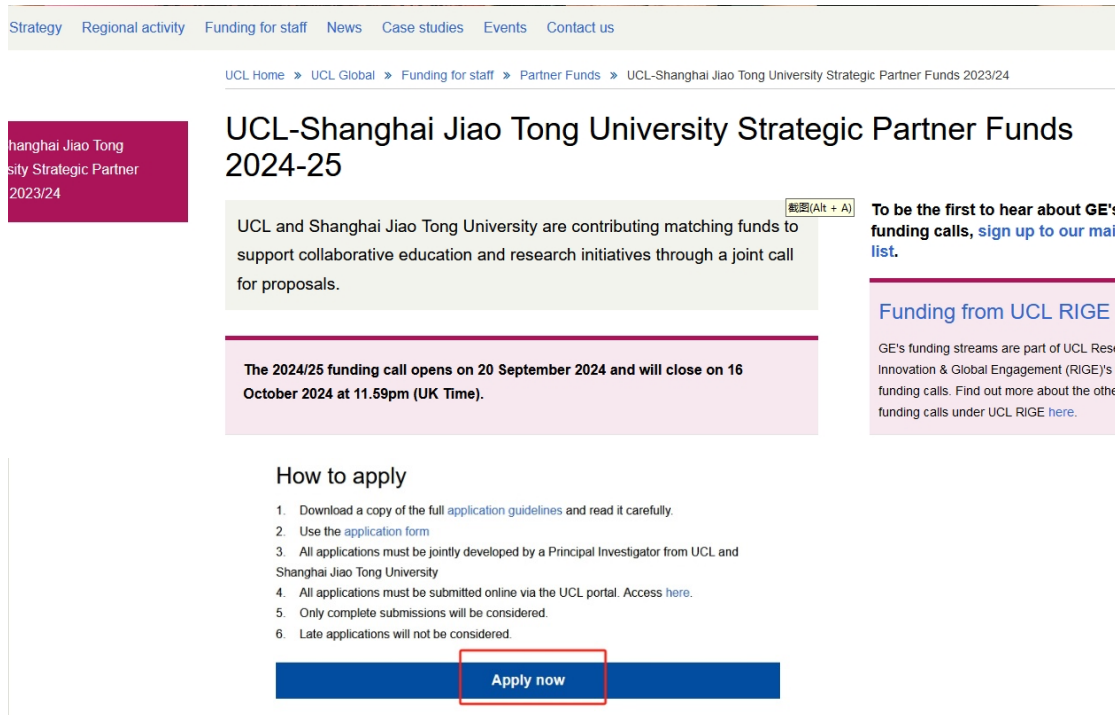 Strategy Regional activity Funding for staff News Case studies Events Contact us
UCL Home » UCL Global » Funding for staff » Partner Funds » UCL-Shanghai Jiao Tong University Strategic Partner Funds 2023/24
hanghai Jiao Tong
sity Strategic Partner
2023/24
UCL-Shanghai Jiao Tong University Strategic Partner Funds
2024-25
截图(Alt + A)
UCL and Shanghai Jiao Tong University are contributing matching funds to
support collaborative education and research initiatives through a joint call
for proposals.
The 2024/25 funding call opens on 20 September 2024 and will close on 16
October 2024 at 11.59pm (UK Time).
To be the first to hear about GE's
funding calls, sign up to our mai
list.
Funding from UCL RIGE
GE's funding streams are part of UCL Rese
Innovation & Global Engagement (RIGE)'s
funding calls. Find out more about the othe
funding calls under UCL RIGE here.
How to apply
1. Download a copy of the full application guidelines and read it carefully.
2. Use the application form
3. All applications must be jointly developed by a Principal Investigator from UCL and
Shanghai Jiao Tong University
4. All applications must be submitted online via the UCL portal. Access here.
5. Only complete submissions will be considered.
6. Late applications will not be considered.
Apply now